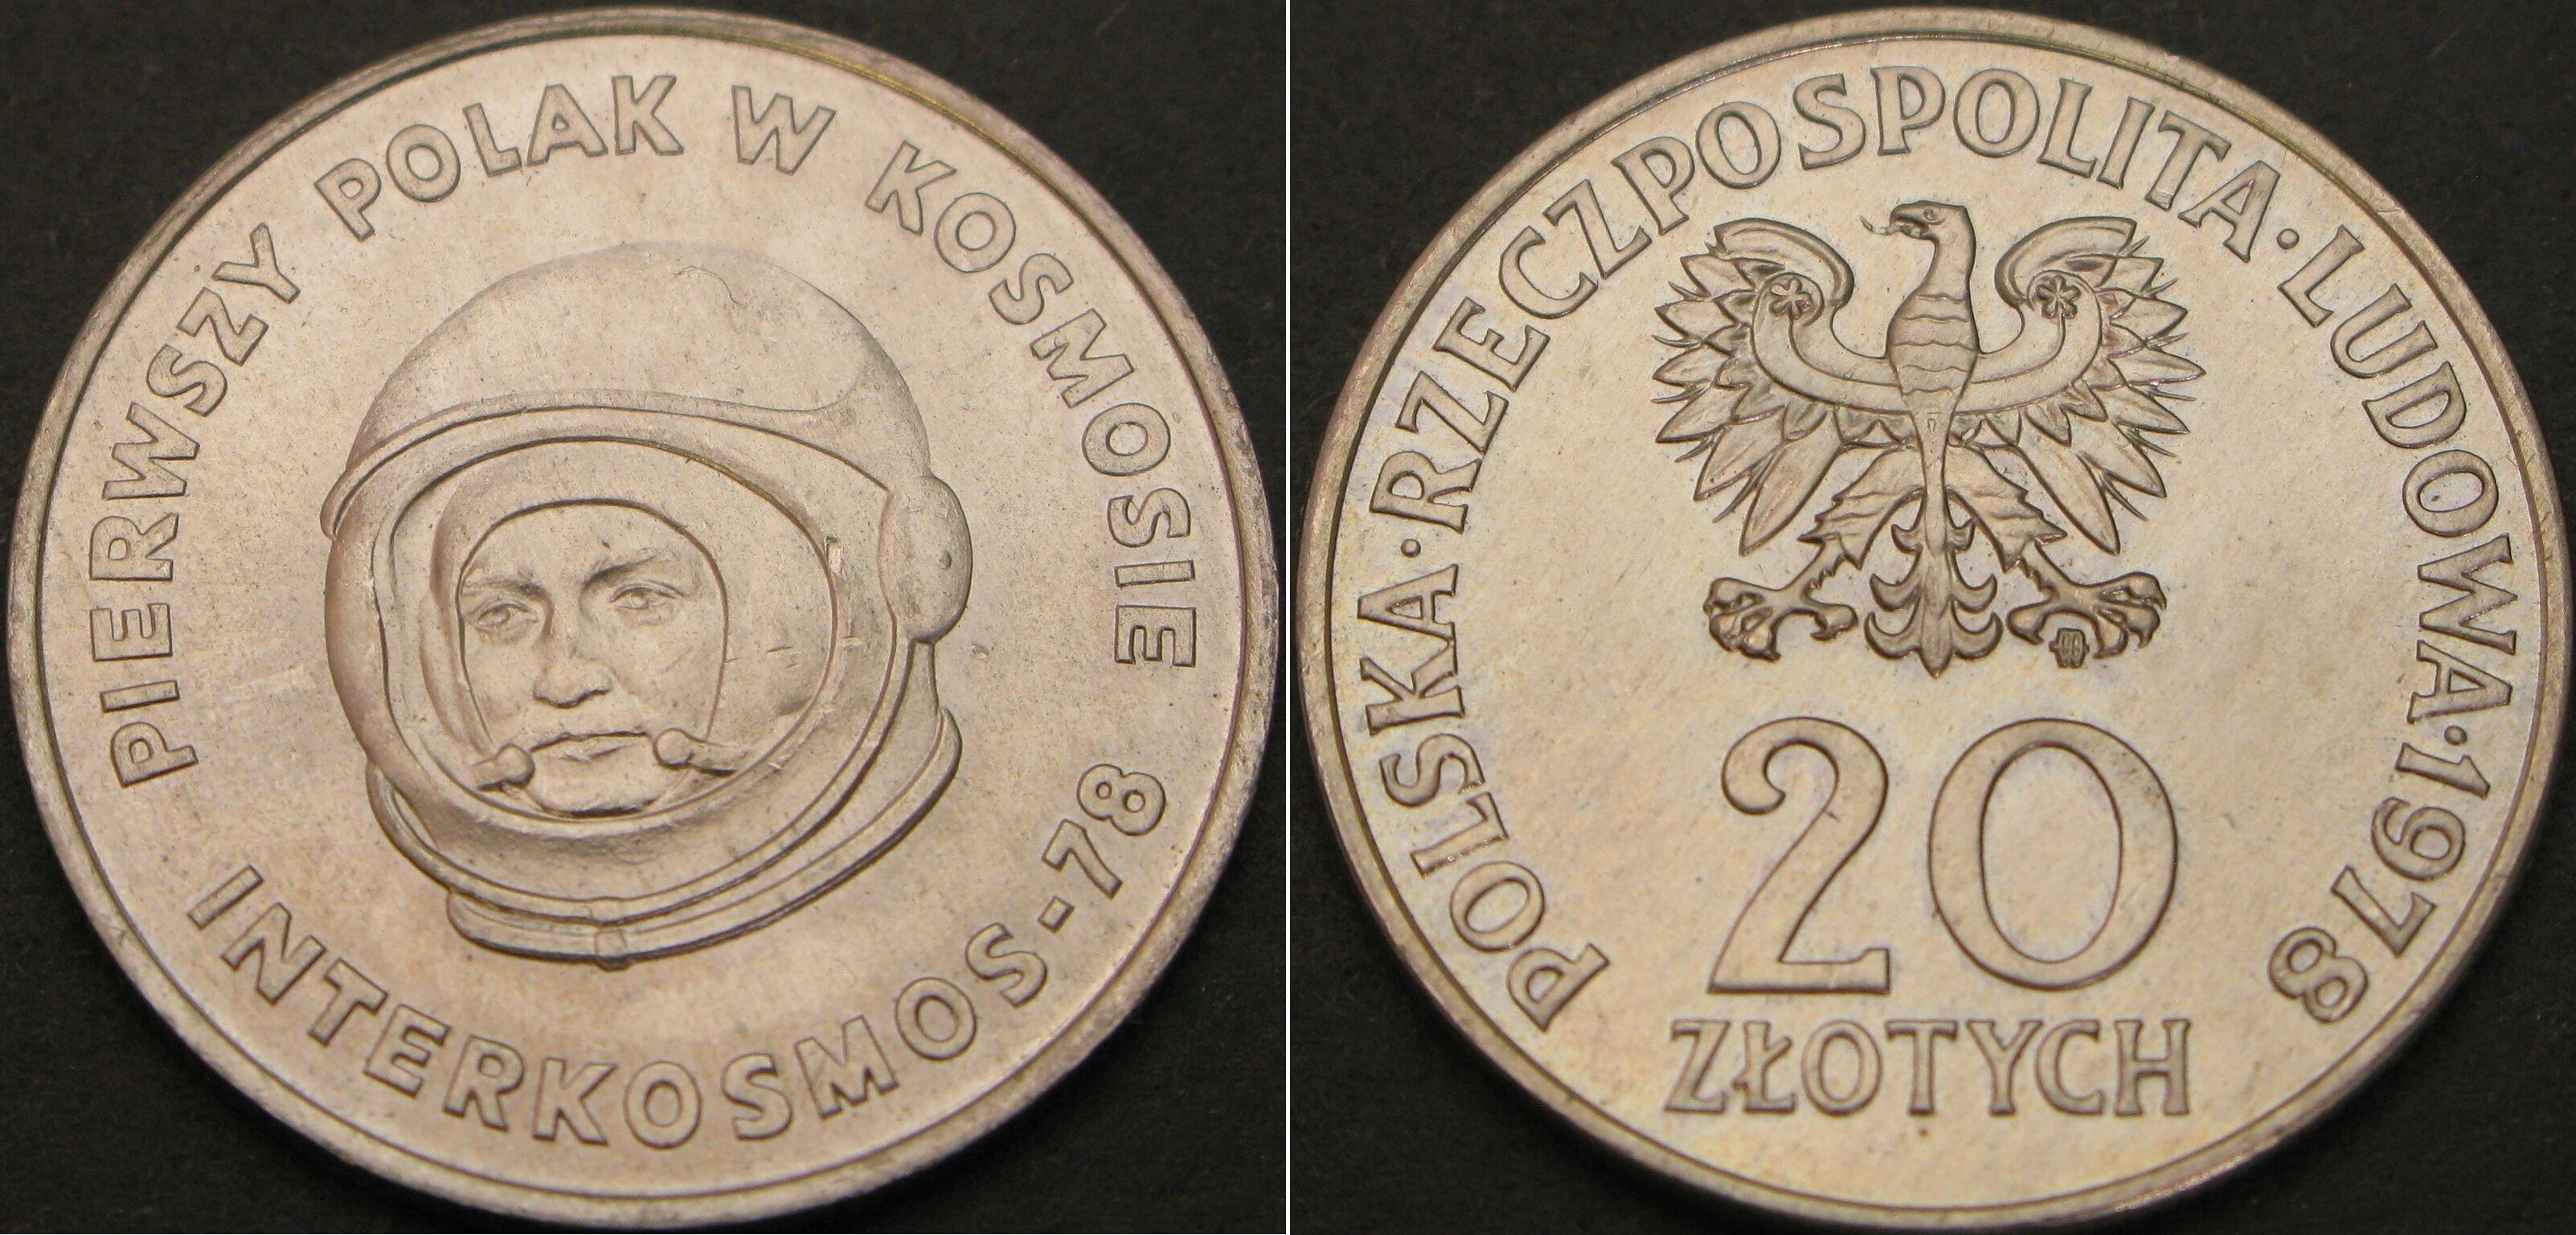 PIERWSZY POLAK W KOSMOSIE
INTERKOSMOS-78
POLSKA·RZECZPOSPOLITA·LUDOWA·1978
20
ZŁOTYCH